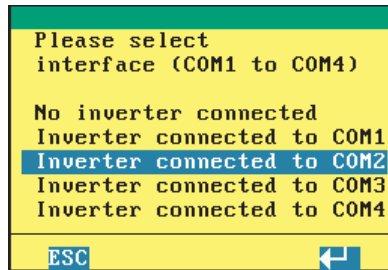 Please select
interface (COM1 to COM4)
No inverter connected
Inverter connected to COM1
Inverter connected to COM2
Inverter connected to COM3
Inverter connected to COM4
ESC